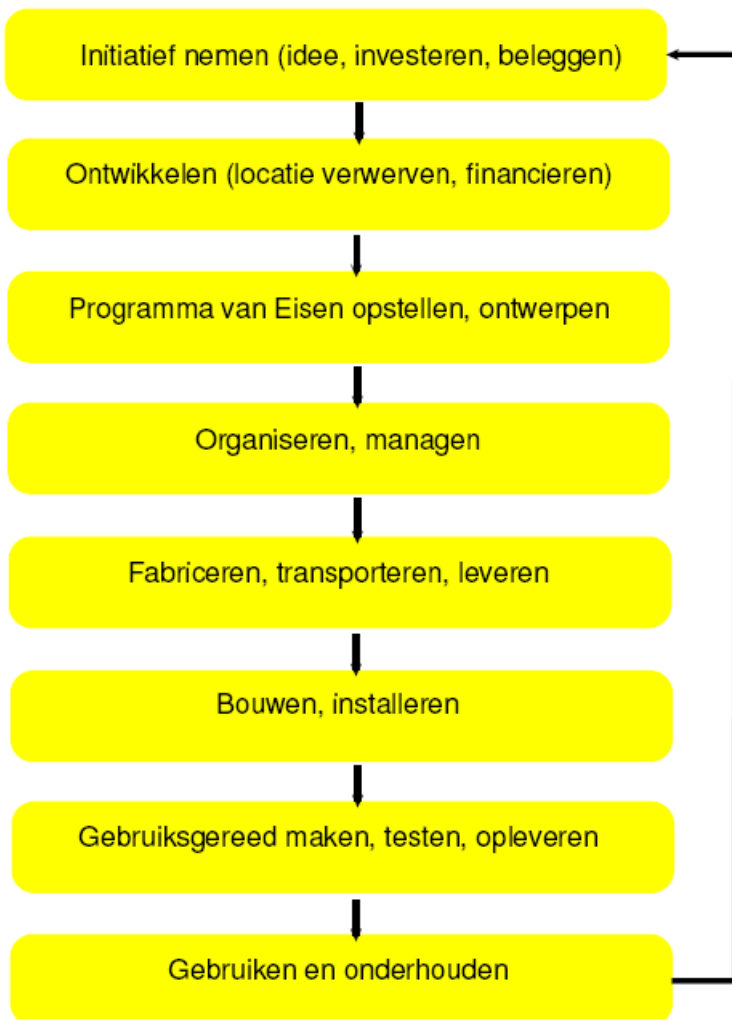 Initiatief nemen (idee, investeren, beleggen)
Ontwikkelen (locatie verwerven, financieren)
Programma van Eisen opstellen, ontwerpen
Organiseren, managen
Fabriceren, transporteren, leveren
Bouwen, installeren
Gebruiksgereed maken, testen, opleveren
Gebruiken en onderhouden